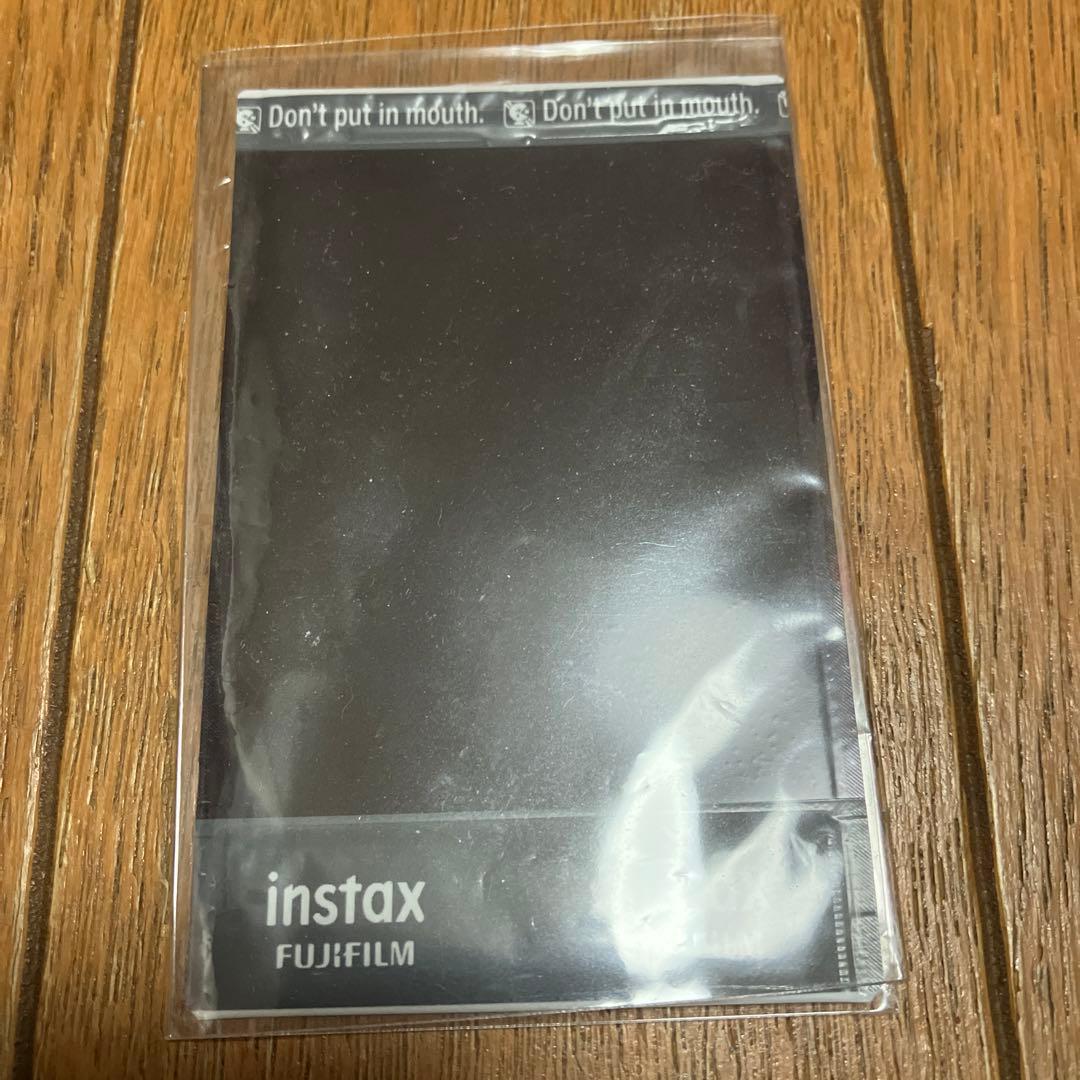 Don't put in mouth. Don't put in mouth.
instax
FUJIFILM